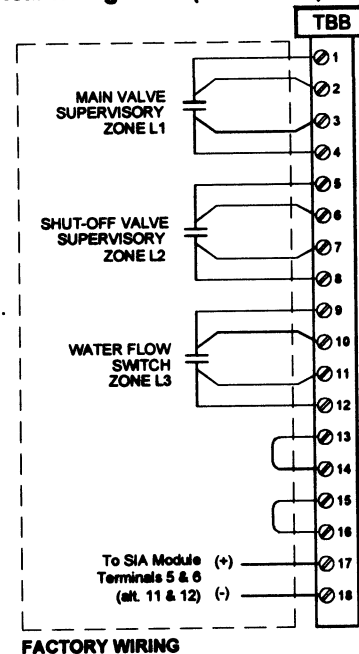 TBB
1
2
MAIN VALVE
SUPERVISORY
ZONE L1
3
4
5
6
SHUT-OFF VALVE
SUPERVISORY
ZONE L2
7
8
9
10
WATER FLOW
SWITCH
ZONE L3
11
12
13
14
15
16
To SIA Module (+)
17
Terminals 5 & 6
(alt. 11 & 12) (-)
18
FACTORY WIRING